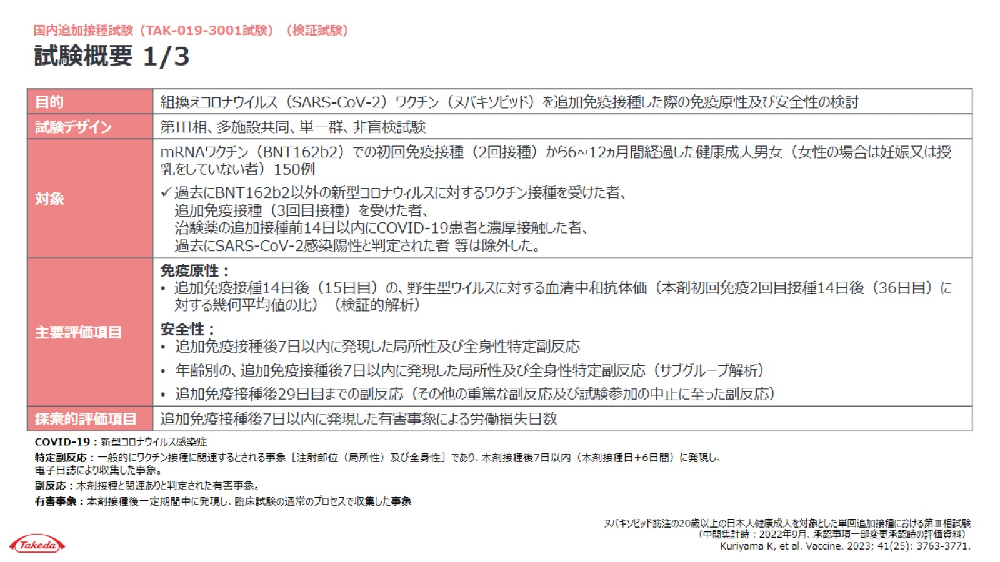 国内追加接種試験（TAK-019-3001試験）（検証試験）
試験概要 1/3
目的
組換えコロナウイルス（SARS-CoV-2）ワクチン（ヌバキソビッド）を追加免疫接種した際の免疫原性及び安全性の検討
試験デザイン
第III相、多施設共同、単一群、非盲検試験
対象
mRNAワクチン（BNT162b2）での初回免疫接種（2回接種）から6~12ヵ月間経過した健康成人男女（女性の場合は妊娠又は授
乳をしていない者）150例
✓ 過去にBNT162b2以外の新型コロナウィルスに対するワクチン接種を受けた者、
追加免疫接種（3回目接種）を受けた者、
治験薬の追加接種前14日以内にCOVID-19患者と濃厚接触した者、
過去にSARS-CoV-2感染陽性と判定された者 等は除外した。
主要評価項目
免疫原性：
• 追加免疫接種14日後（15日目）の、野生型ウイルスに対する血清中和抗体価（本剤初回免疫2回目接種14日後（36日目）に
対する幾何平均値の比）（検証的解析）
安全性：
• 追加免疫接種後7日以内に発現した局所性及び全身性特定副反応
• 年齢別の、追加免疫接種後7日以内に発現した局所性及び全身性特定副反応（サブグループ解析）
• 追加免疫接種後29日目までの副反応（その他の重篤な副反応及び試験参加の中止に至った副反応）
探索的評価項目
追加免疫接種後7日以内に発現した有害事象による労働損失日数
COVID-19：新型コロナウイルス感染症
特定副反応：一般的にワクチン接種に関連するとされる事象［注射部位（局所性）及び全身性］であり、本剤接種後7日以内（本剤接種日+6日間）に発現し、
電子日誌により収集した事象。
副反応：本剤接種と関連ありと判定された有害事象。
有害事象：本剤接種後一定期間中に発現し、臨床試験の通常のプロセスで収集した事象
ヌバキソビッド筋注の20歳以上の日本人健康成人を対象とした単回追加接種における第Ⅲ相試験
（中間集計時：2022年9月、承認事項一部変更承認時の評価資料）
Kuriyama K, et al. Vaccine. 2023; 41(25): 3763-3771.
Takeda